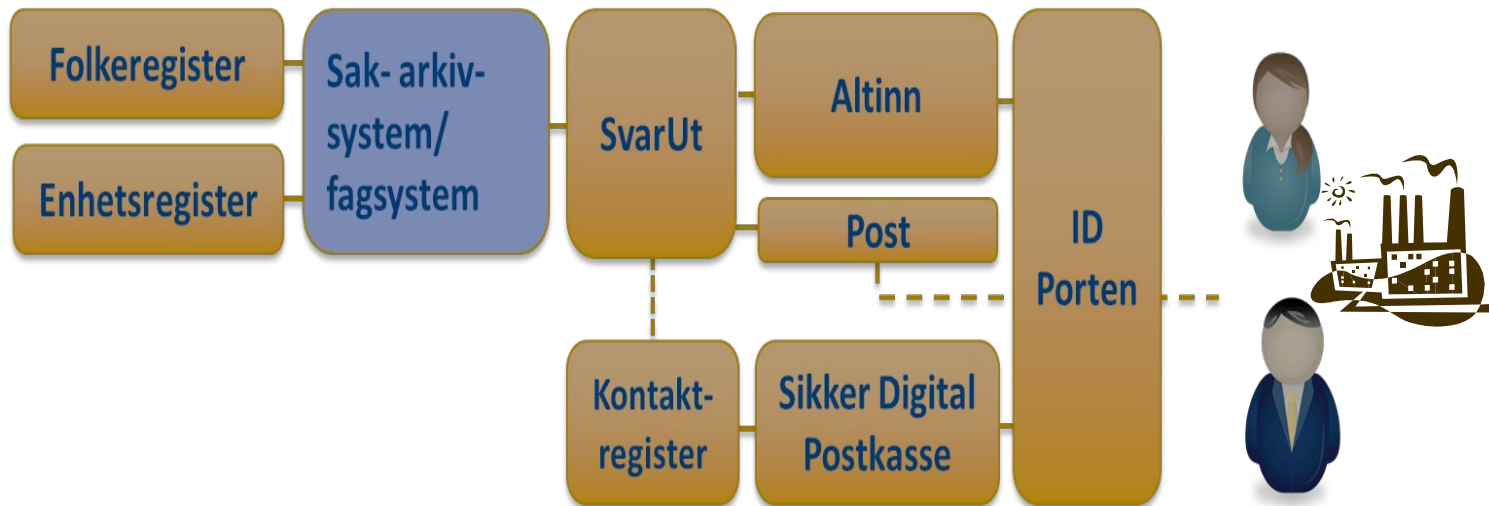 Folkeregister
Enhetsregister
Sak- arkiv-
system/
fagsystem
SvarUt
Altinn
Post
Kontakt-
register
Sikker Digital
Postkasse
ID
Porten